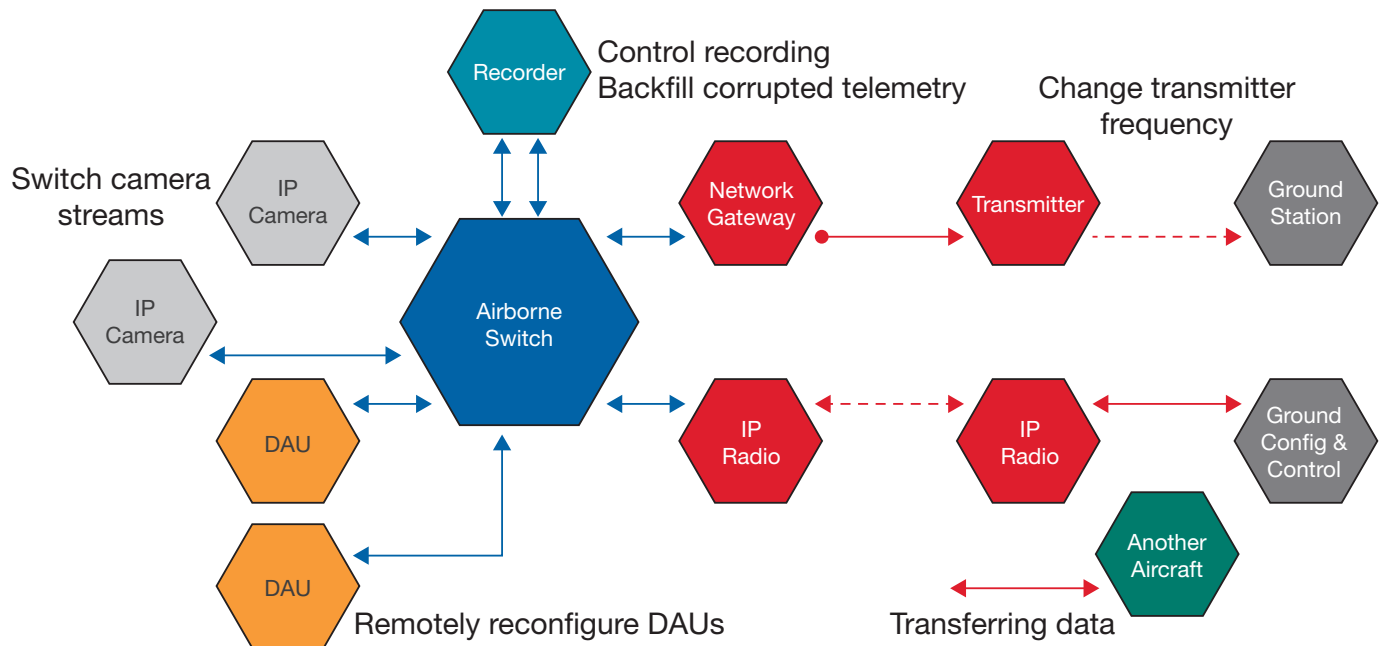 Recorder
Control recording
Backfill corrupted telemetry
Change transmitter
frequency
Switch camera
streams
IP
Camera
Network
Gateway
Transmitter
Ground
Station
IP
Camera
Airborne
Switch
DAU
IP
Radio
IP
Radio
Ground
Config &
Control
DAU
Remotely reconfigure DAUs
Another
Aircraft
Transferring data